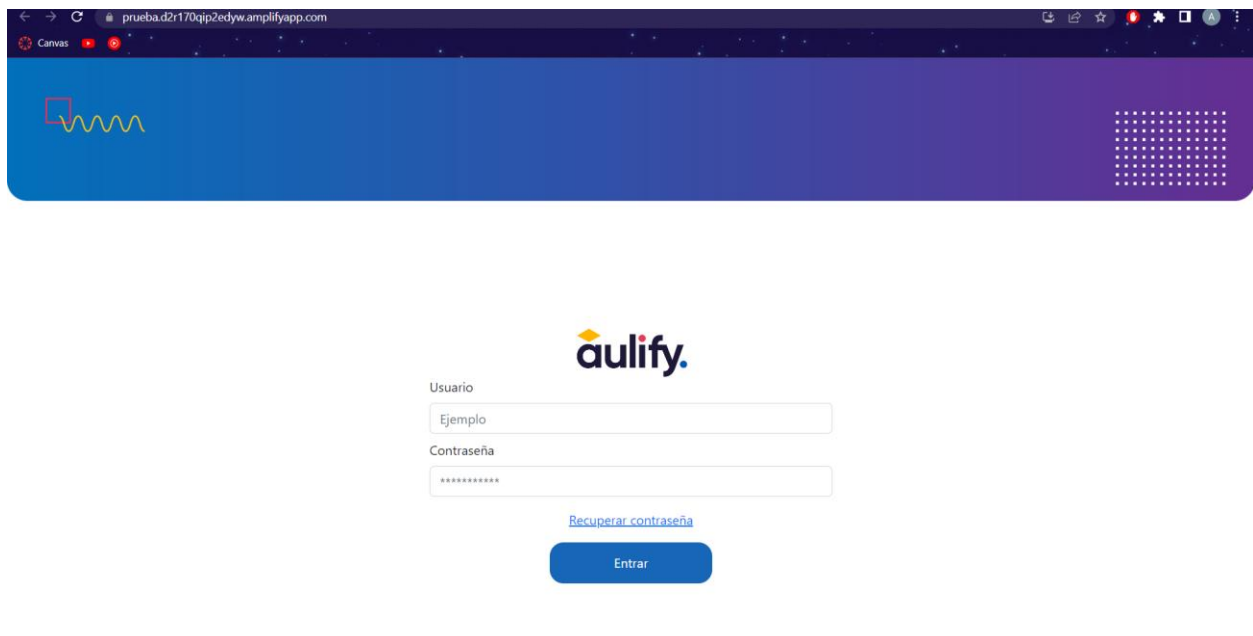 prueba.d2r170qip2edyw.amplifyapp.com
A
Canvas
aulify.
Usuario
Ejemplo
Contraseña
***********
Recuperar contraseña
Entrar